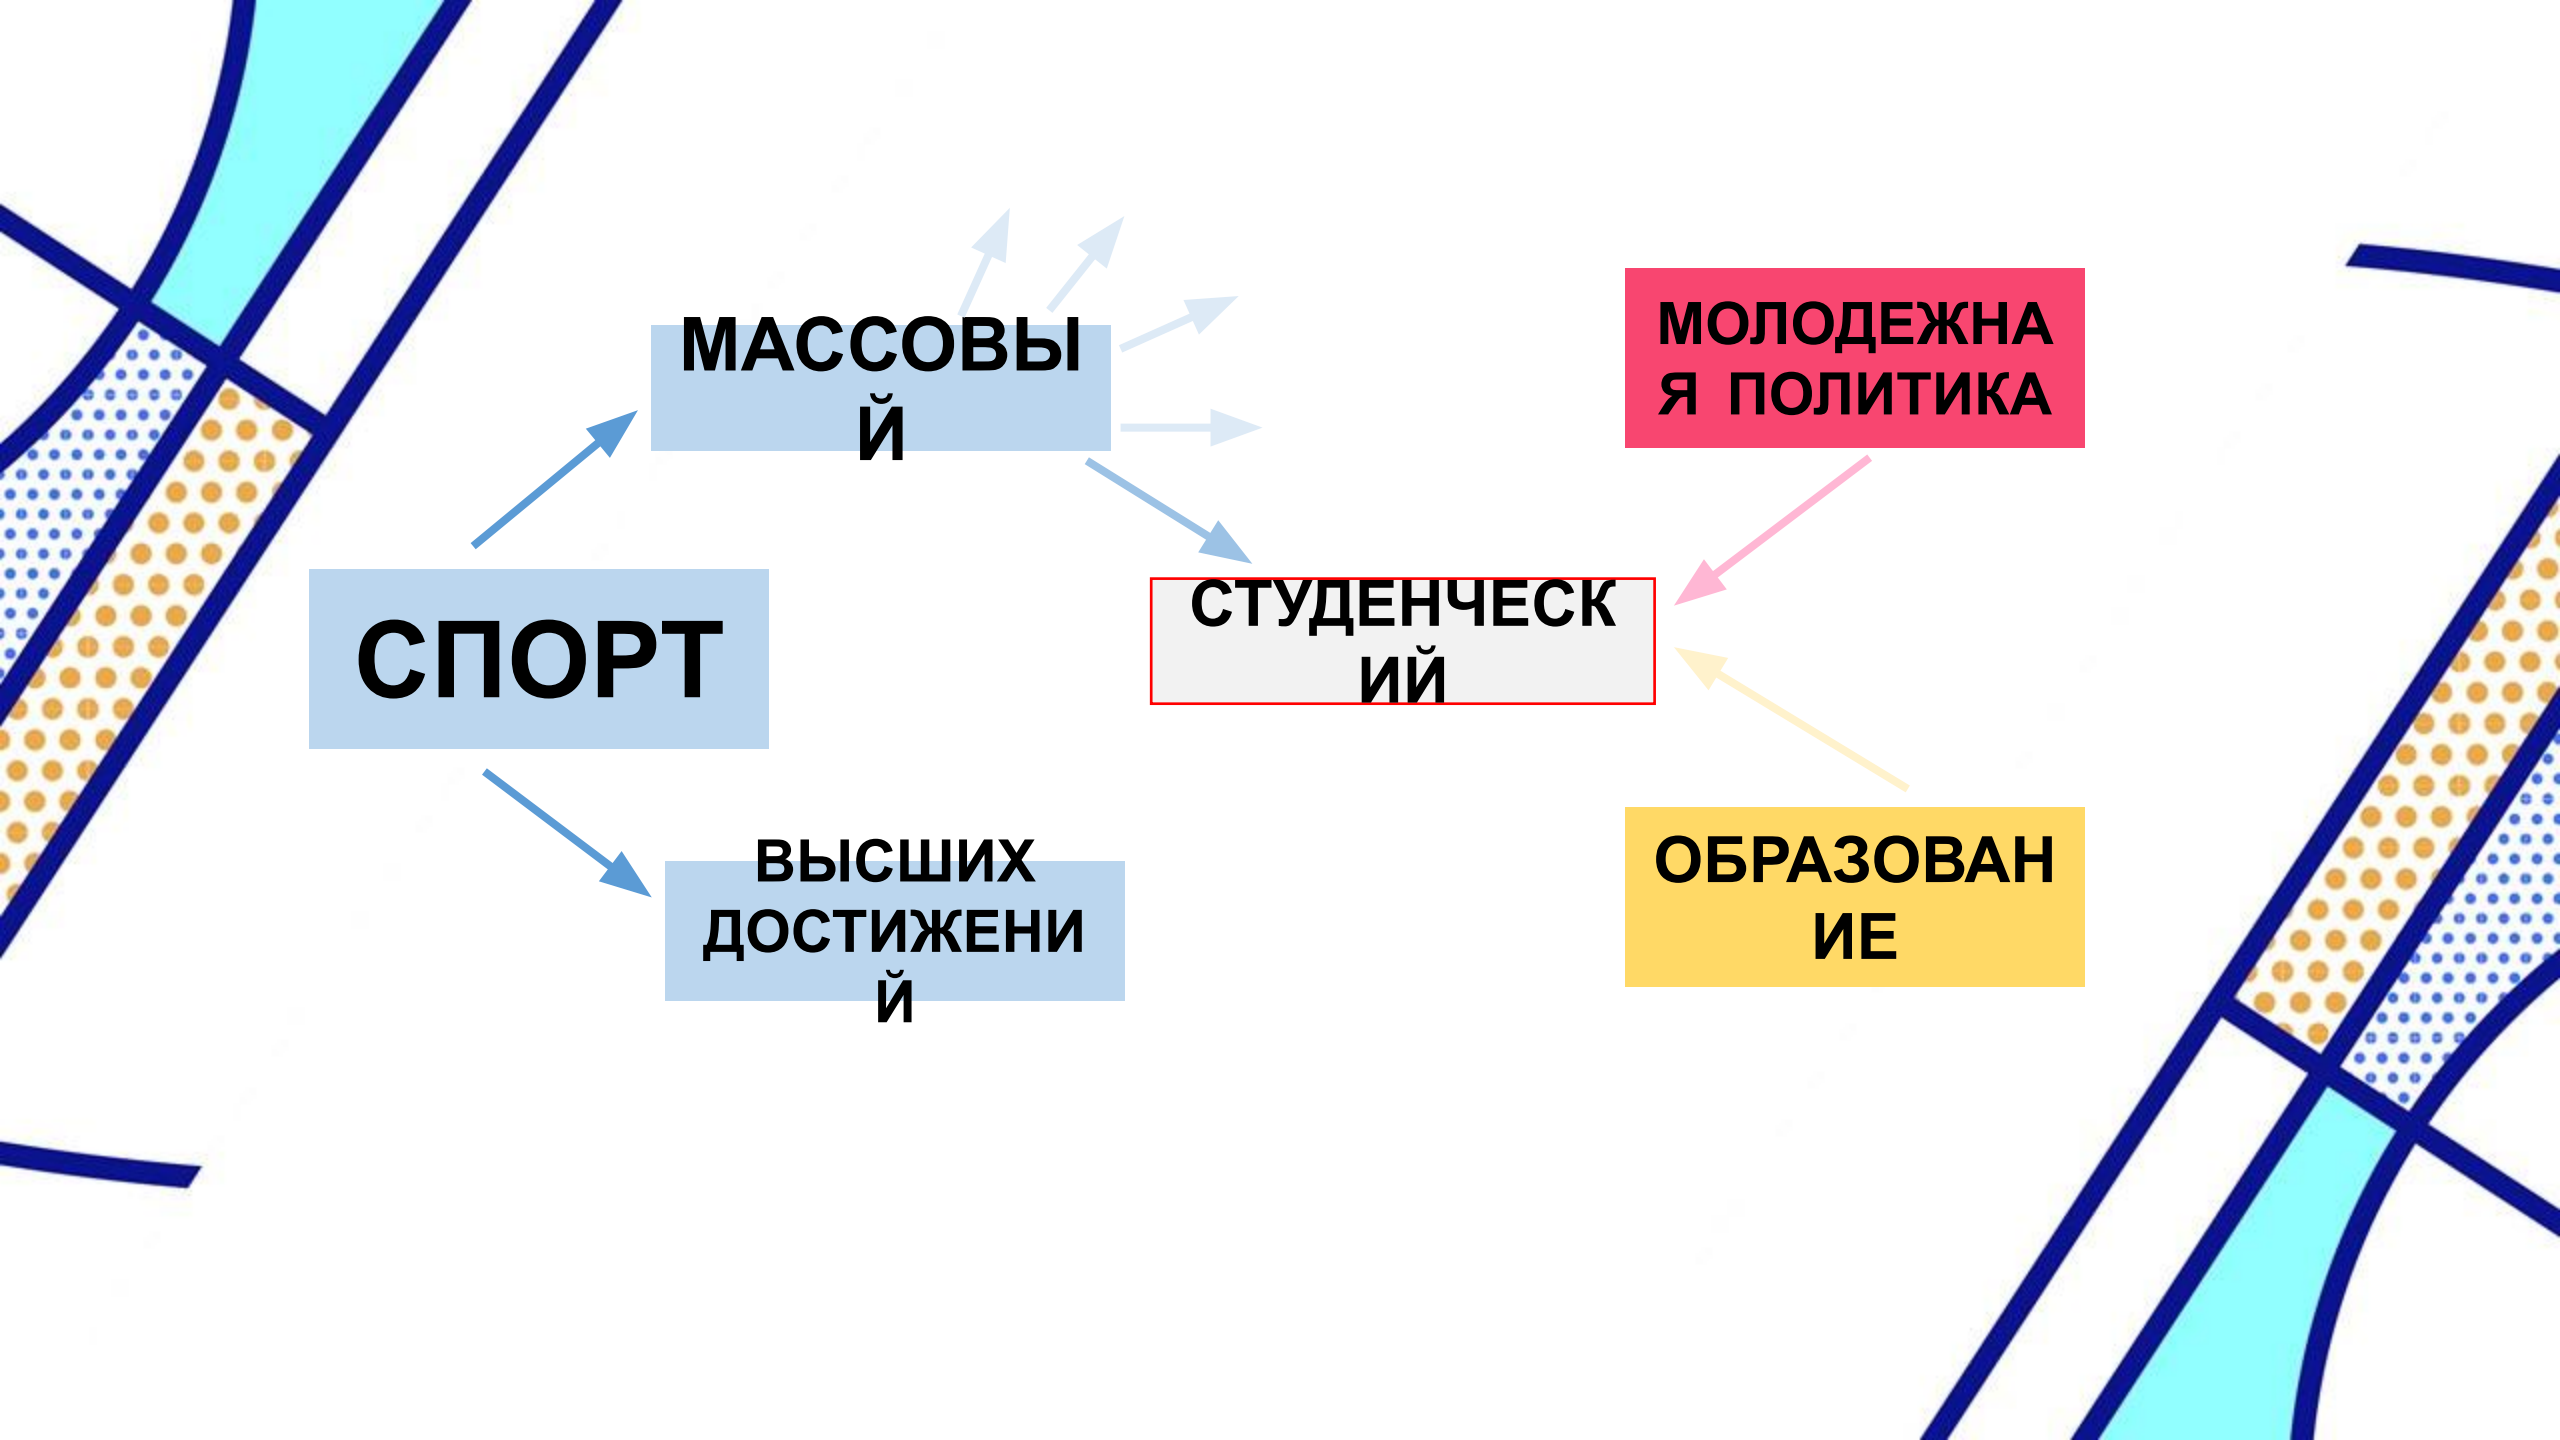 МАССОВЫ
Й
МОЛОДЕЖНА
Я ПОЛИТИКА
СПОРТ
СТУДЕНЧЕСК
ИЙ
ВЫСШИХ
ДОСТИЖЕНИ
Й
ОБРАЗОВАН
ИЕ